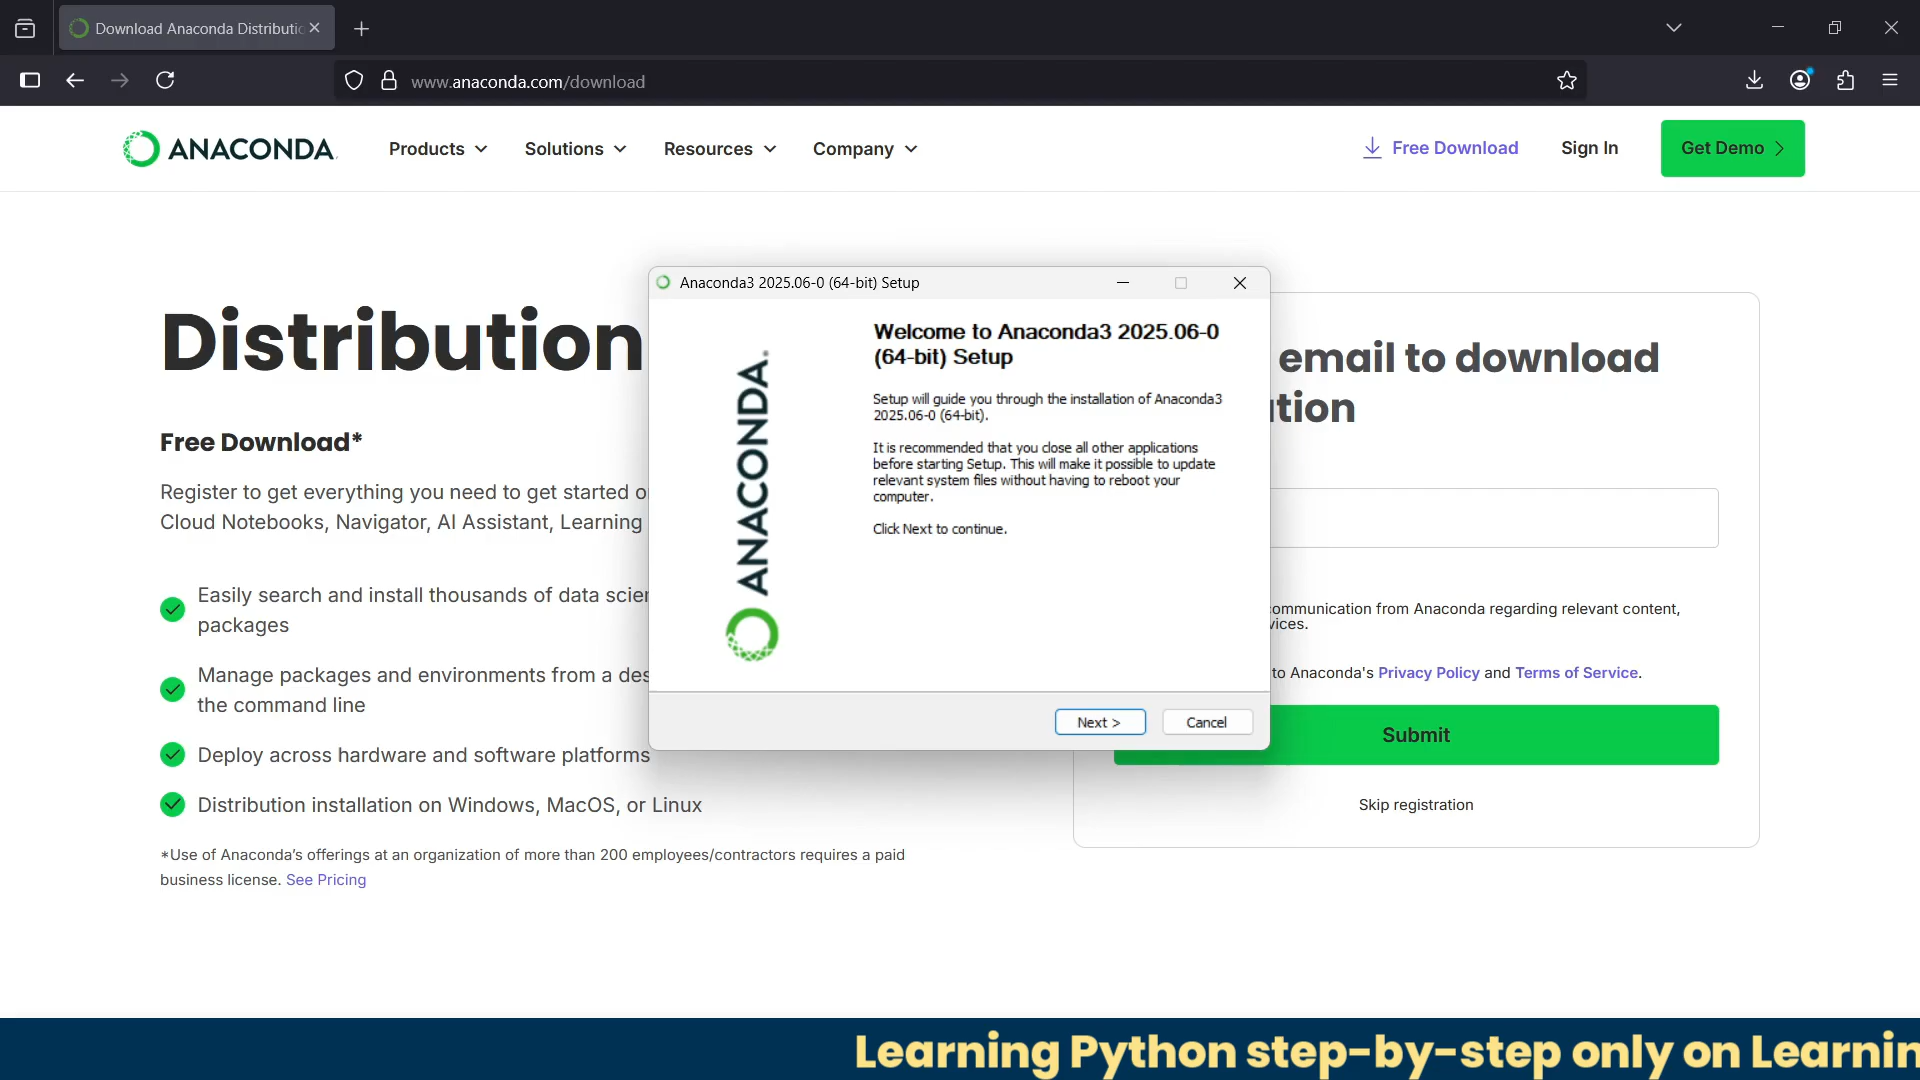 Download Anaconda Distributio
www.anaconda.com/download
ANACONDA.
Products
Solutions
Resources
Company
Free Download
Sign In
Get Demo
Distribution
Free Download*
Register to get everything you need to get started o
Cloud Notebooks, Navigator, AI Assistant, Learning
Easily search and install thousands of data scien
packages
Manage packages and environments from a des
the command line
Deploy across hardware and software platforms
Distribution installation on Windows, MacOS, or Linux
*Use of Anaconda's offerings at an organization of more than 200 employees/contractors requires a paid
business license. See Pricing
Anaconda3 2025.06-0 (64-bit) Setup
ANACONDA.
Welcome to Anaconda3 2025.06-0
(64-bit) Setup
Setup will guide you through the installation of Anaconda3
2025.06-0 (64-bit).
It is recommended that you close all other applications
before starting Setup. This will make it possible to update
relevant system files without having to reboot your
computer.
Click Next to continue.
Next >
Cancel
email to download
ution
ommunication from Anaconda regarding relevant content,
vices.
to Anaconda's Privacy Policy and Terms of Service.
Submit
Skip registration
Learning Python step-by-step only on Learnin